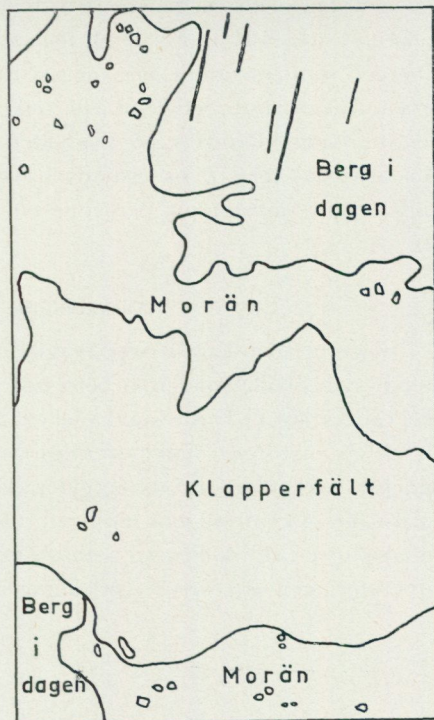 Berg i
dagen
Morän
Klapperfält
Berg
i
dagen
Morän